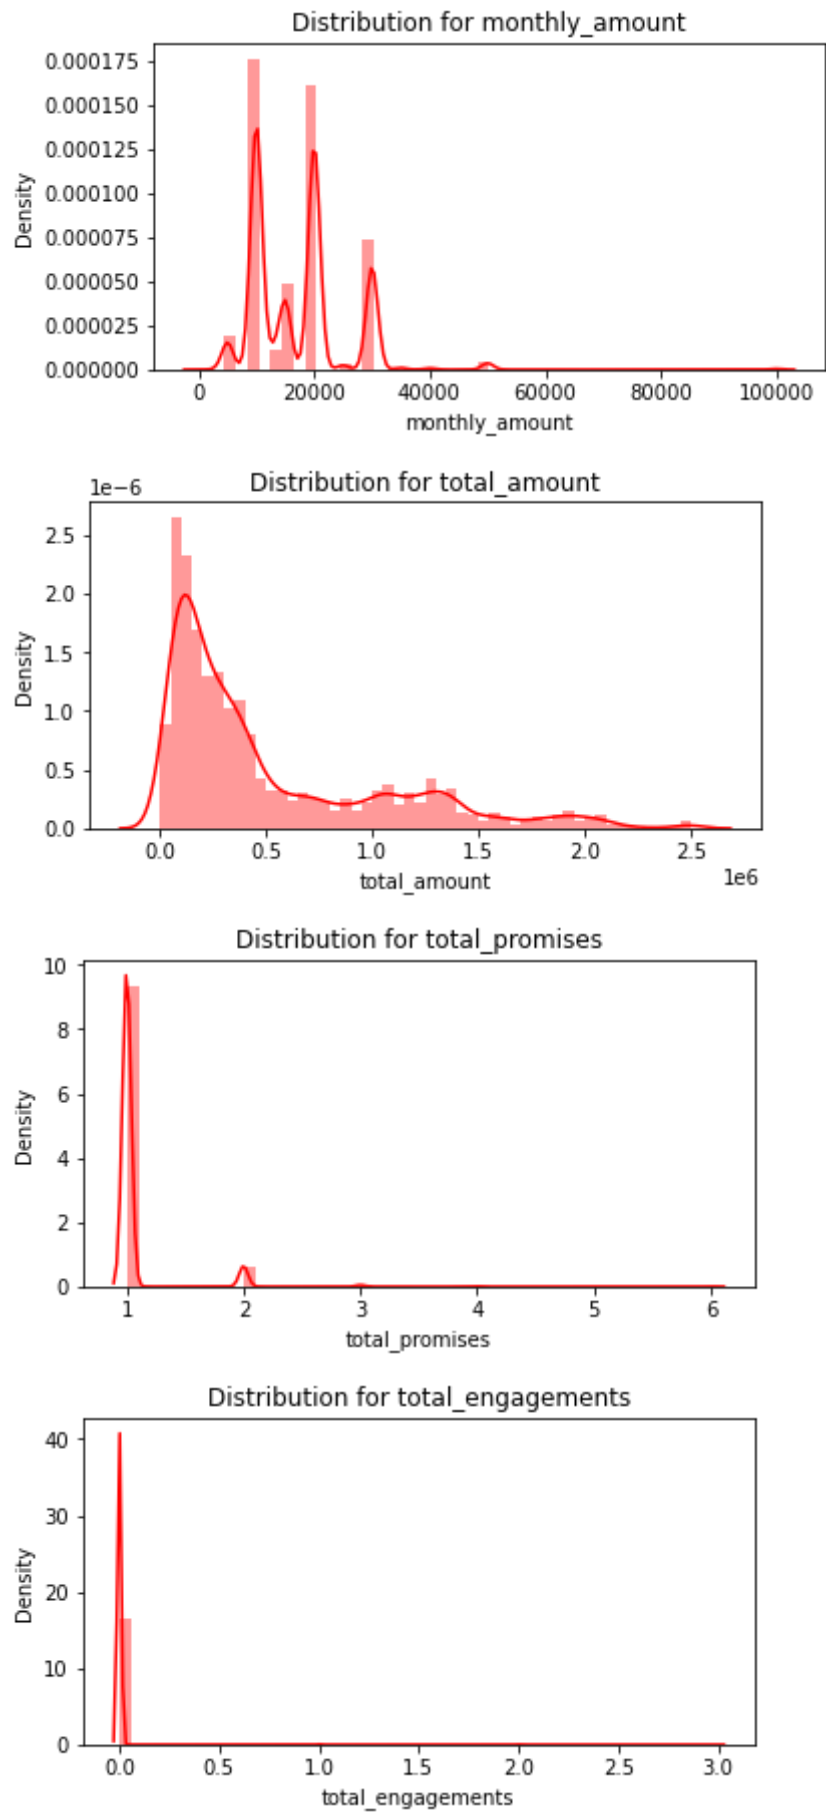 Distribution for monthly_amount
0.000175
0.000150
0.000125
0.000100
0.000075
0.000050
0.000025
0.000000
Density
0 20000 40000 60000 80000 100000
monthly_amount
1e-6
Distribution for total_amount
2.5
2.0
1.5
1.0
0.5
0.0
Density
0.0 0.5 1.0 1.5 2.0 2.5
total_amount
1e6
Distribution for total_promises
10
8
6
4
2
0
Density
1 2 3 4 5 6
total_promises
Distribution for total_engagements
40
30
20
10
0
Density
0.0 0.5 1.0 1.5 2.0 2.5 3.0
total_engagements